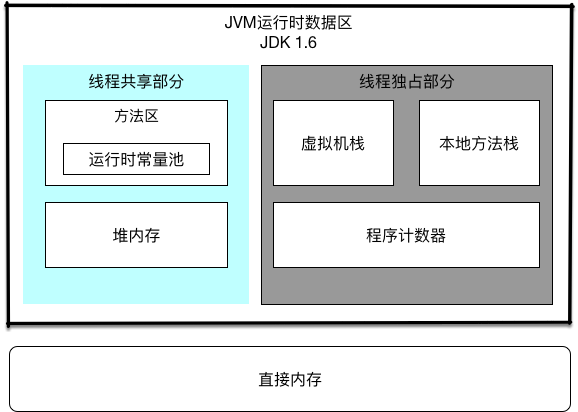 JVM运行时数据区
JDK 1.6
线程共享部分
方法区
运行时常量池
堆内存
线程独占部分
虚拟机栈
本地方法栈
程序计数器
直接内存